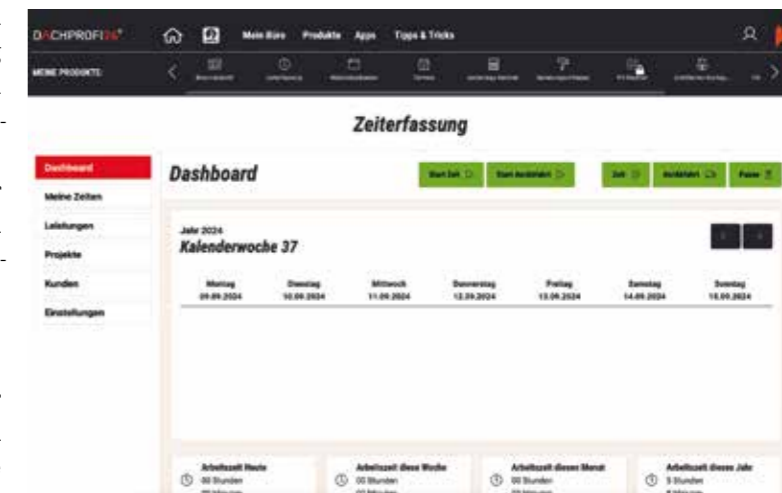 DACHPROFI24
Mein Büro Produkte Apps Tipps & Tricks
MEINE PRODUKTE:
Zeiterfassung
Dashboard
Meine Zeiten
Leistungen
Projekte
Kunden
Einstellungen
Dashboard
Start Zeit Start Ausfahrt Zeit Ausfahrt Pause
Jahr 2024
Kalenderwoche 37
Montag Dienstag Mittwoch Donnerstag Freitag Samstag Sonntag
09.09.2024 10.09.2024 11.09.2024 12.09.2024 13.09.2024 14.09.2024 15.09.2024
Arbeitszeit Heute Arbeitszeit diese Woche Arbeitszeit diesen Monat Arbeitszeit dieses Jahr
00 Stunden 00 Stunden 00 Stunden 5 Stunden